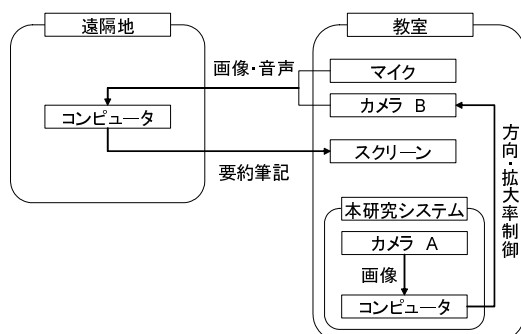 遠隔地
コンピュータ
画像・音声
要約筆記
教室
マイク
カメラ B
スクリーン
本研究システム
カメラ A
画像
コンピュータ
方向・拡大率制御